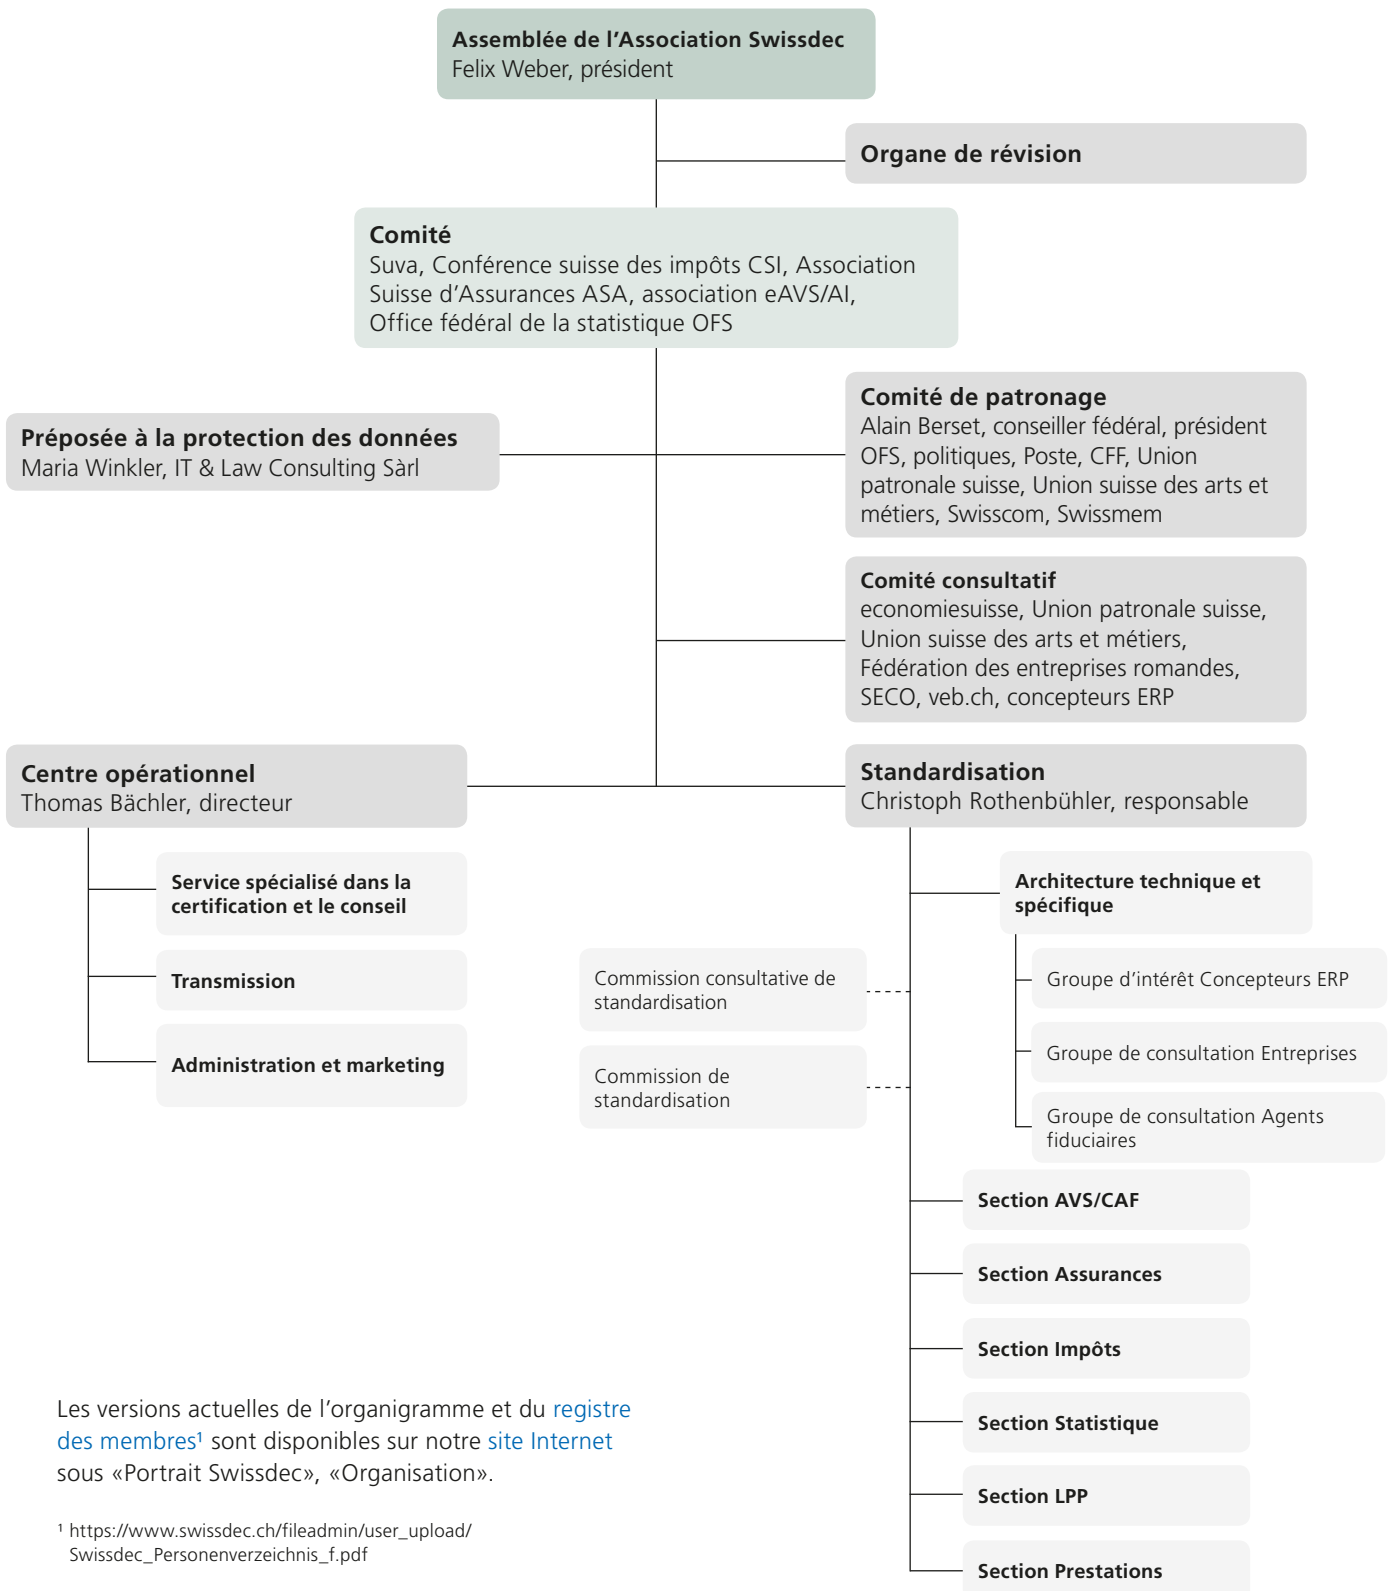 Assemblée de l'Association Swissdec
Felix Weber, président
Organe de révision
Comité
Suva, Conférence suisse des impôts CSI, Association
Suisse d'Assurances ASA, association eAVS/AI,
Office fédéral de la statistique OFS
Préposée à la protection des données
Maria Winkler, IT & Law Consulting Sàrl
Comité de patronage
Alain Berset, conseiller fédéral, président
OFS, politiques, Poste, CFF, Union
patronale suisse, Union suisse des arts et
métiers, Swisscom, Swissmem
Comité consultatif
economiesuisse, Union patronale suisse,
Union suisse des arts et métiers,
Fédération des entreprises romandes,
SECO, veb.ch, concepteurs ERP
Centre opérationnel
Thomas Bächler, directeur
Service spécialisé dans la
certification et le conseil
Transmission
Administration et marketing
Standardisation
Christoph Rothenbühler, responsable
Architecture technique et
spécifique
Groupe d'intérêt Concepteurs ERP
Groupe de consultation Entreprises
Groupe de consultation Agents
fiduciaires
Commission consultative de
standardisation
Commission de
standardisation
Section AVS/CAF
Section Assurances
Section Impôts
Section Statistique
Section LPP
Section Prestations
Les versions actuelles de l'organigramme et du registre
des membres¹ sont disponibles sur notre site Internet
sous «Portrait Swissdec», «Organisation».
¹ https://www.swissdec.ch/fileadmin/user_upload/
Swissdec_Personenverzeichnis_f.pdf